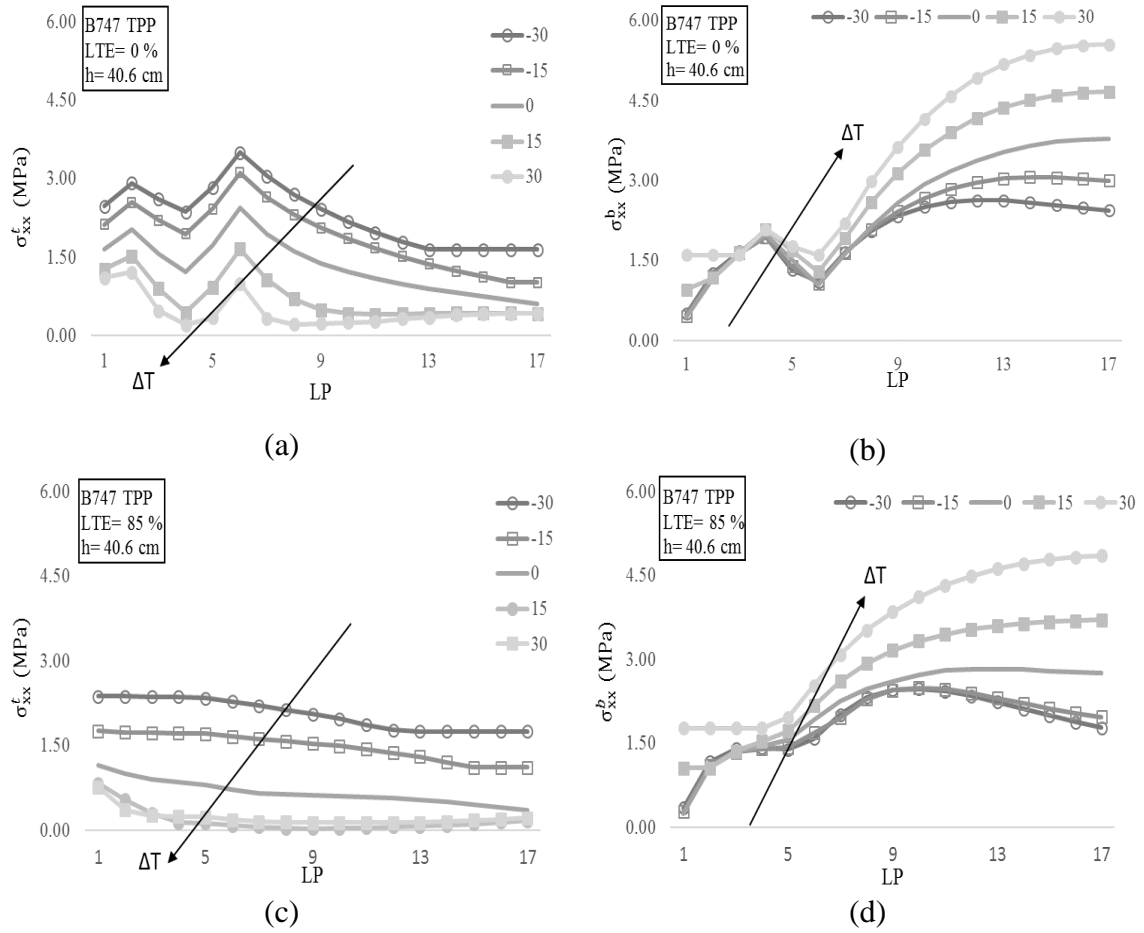 6.00
4.50
3.00
1.50
0.00
σᵗxx (MPa)
B747 TPP
LTE= 0 %
h= 40.6 cm
-30
-15
0
15
30
ΔT
1 5 9 13 17
LP
(a)
6.00
4.50
3.00
1.50
0.00
σᵇxx (MPa)
B747 TPP
LTE= 0 %
h= 40.6 cm
-30 -15 0 15 30
ΔT
1 5 9 13 17
LP
(b)
6.00
4.50
3.00
1.50
0.00
σᵗxx (MPa)
B747 TPP
LTE= 85 %
h= 40.6 cm
-30
-15
0
15
30
ΔT
1 5 9 13 17
LP
(c)
6.00
4.50
3.00
1.50
0.00
σᵇxx (MPa)
B747 TPP
LTE= 85 %
h= 40.6 cm
-30 -15 0 15 30
ΔT
1 5 9 13 17
LP
(d)